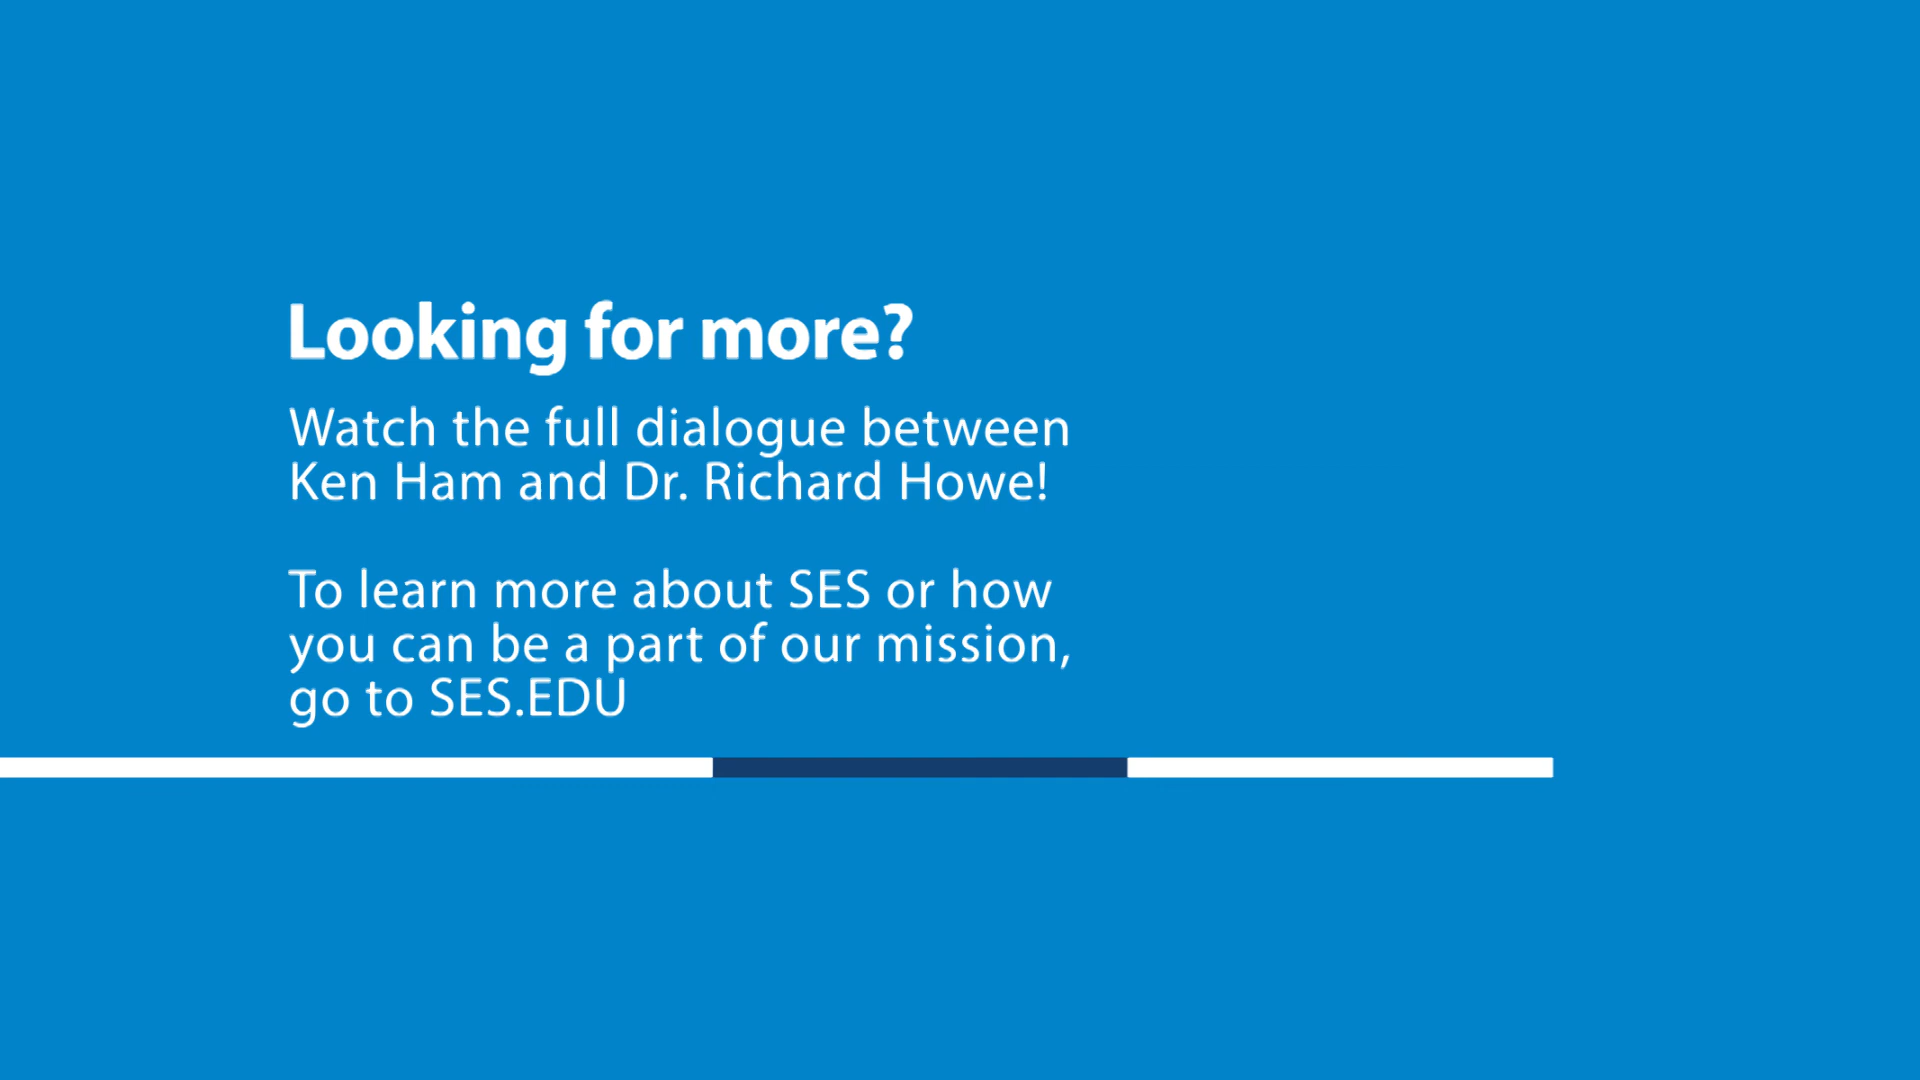 Looking for more?
Watch the full dialogue between
Ken Ham and Dr. Richard Howe!
To learn more about SES or how
you can be a part of our mission,
go to SES.EDU